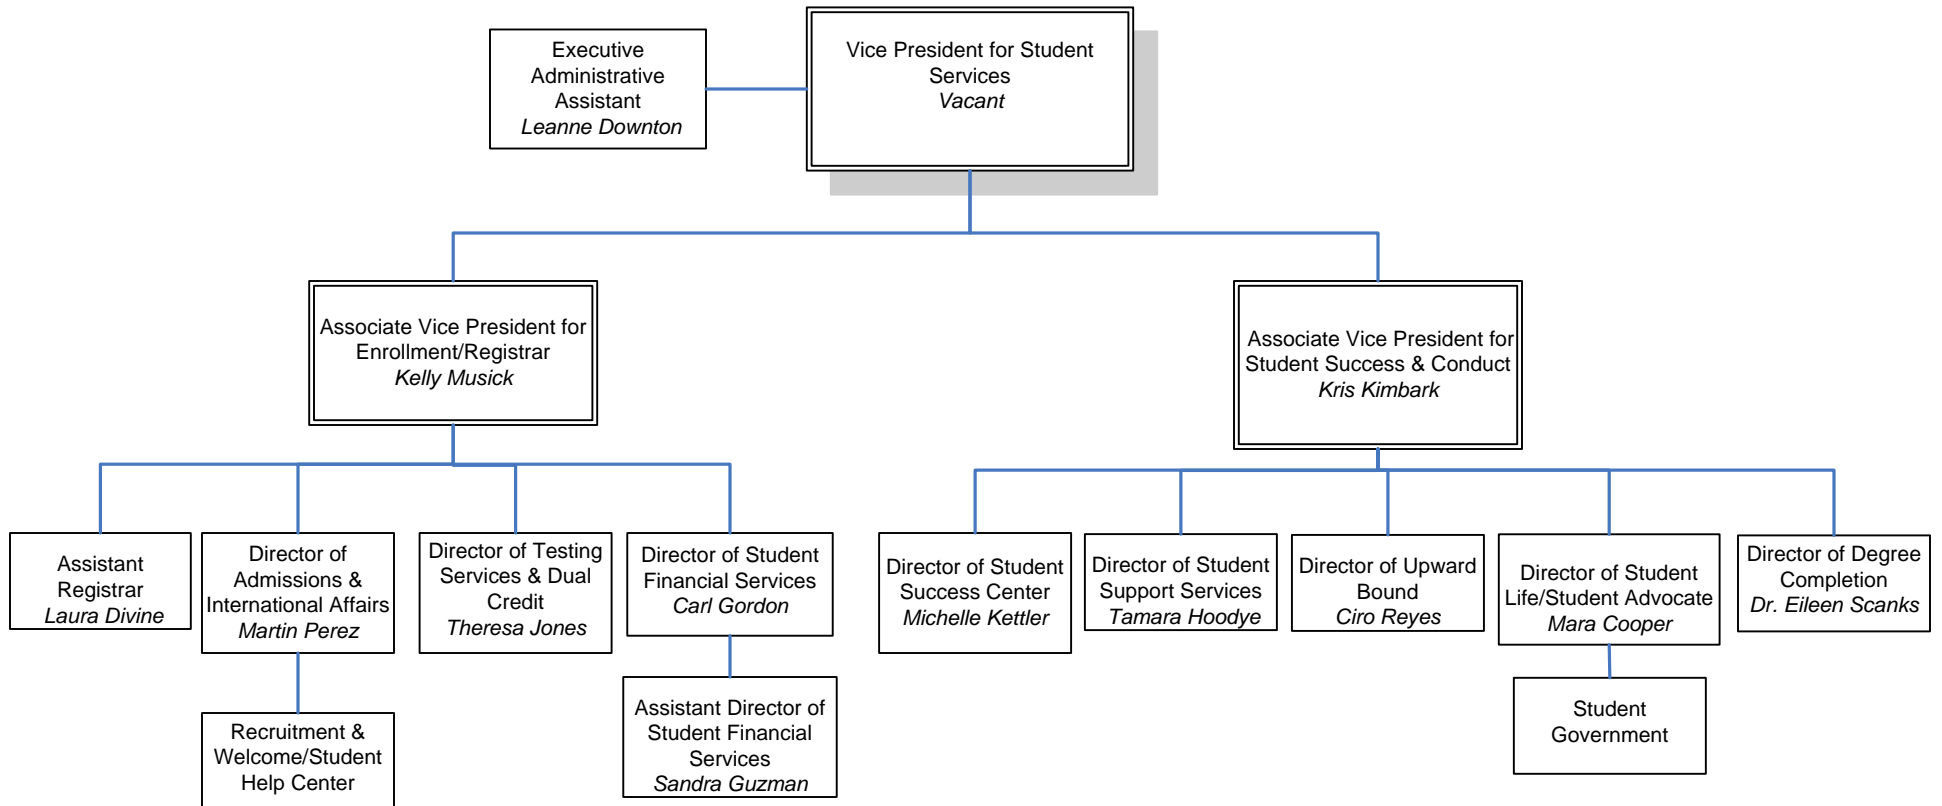 Executive
Administrative
Assistant
Leanne Downton
Vice President for Student
Services
Vacant
Associate Vice President for
Enrollment/Registrar
Kelly Musick
Associate Vice President for
Student Success & Conduct
Kris Kimbark
Assistant
Registrar
Laura Divine
Director of
Admissions &
International Affairs
Martin Perez
Director of Testing
Services & Dual
Credit
Theresa Jones
Director of Student
Financial Services
Carl Gordon
Director of Student
Success Center
Michelle Kettler
Director of Student
Support Services
Tamara Hoodye
Director of Upward
Bound
Ciro Reyes
Director of Student
Life/Student Advocate
Mara Cooper
Director of Degree
Completion
Dr. Eileen Scanks
Recruitment &
Welcome/Student
Help Center
Assistant Director of
Student Financial
Services
Sandra Guzman
Student
Government